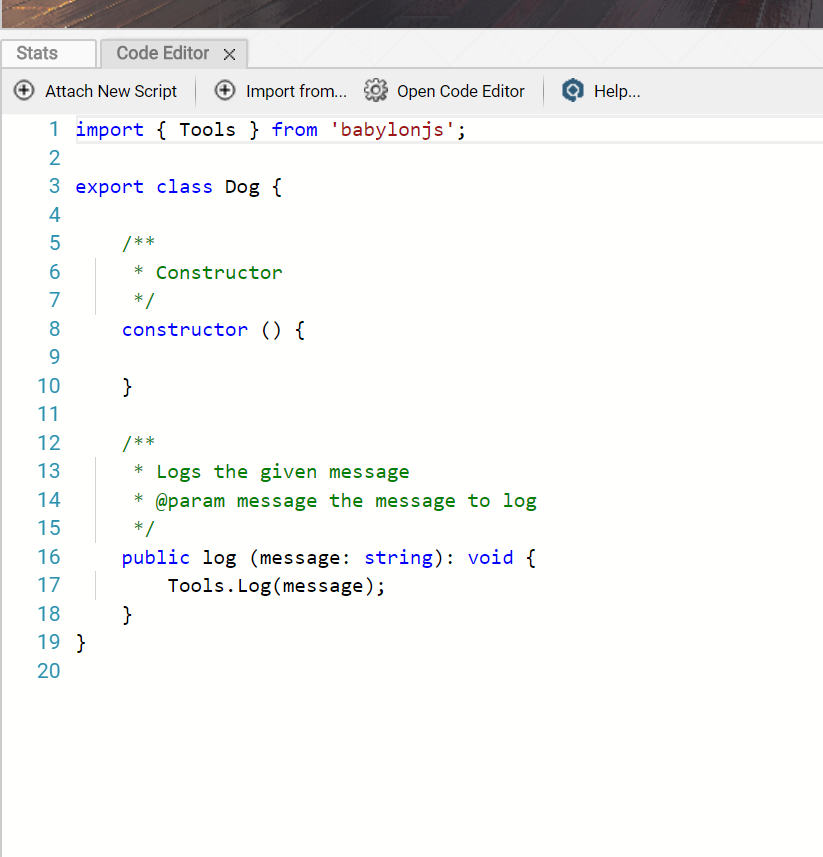 Stats
Code Editor
Attach New Script Import from... Open Code Editor Help...
1 import { Tools } from 'babylonjs';
2
3 export class Dog {
4
5     /**
6      * Constructor
7      */
8     constructor () {
9
10     }
11
12     /**
13      * Logs the given message
14      * @param message the message to log
15      */
16     public log (message: string): void {
17         Tools.Log(message);
18     }
19 }
20